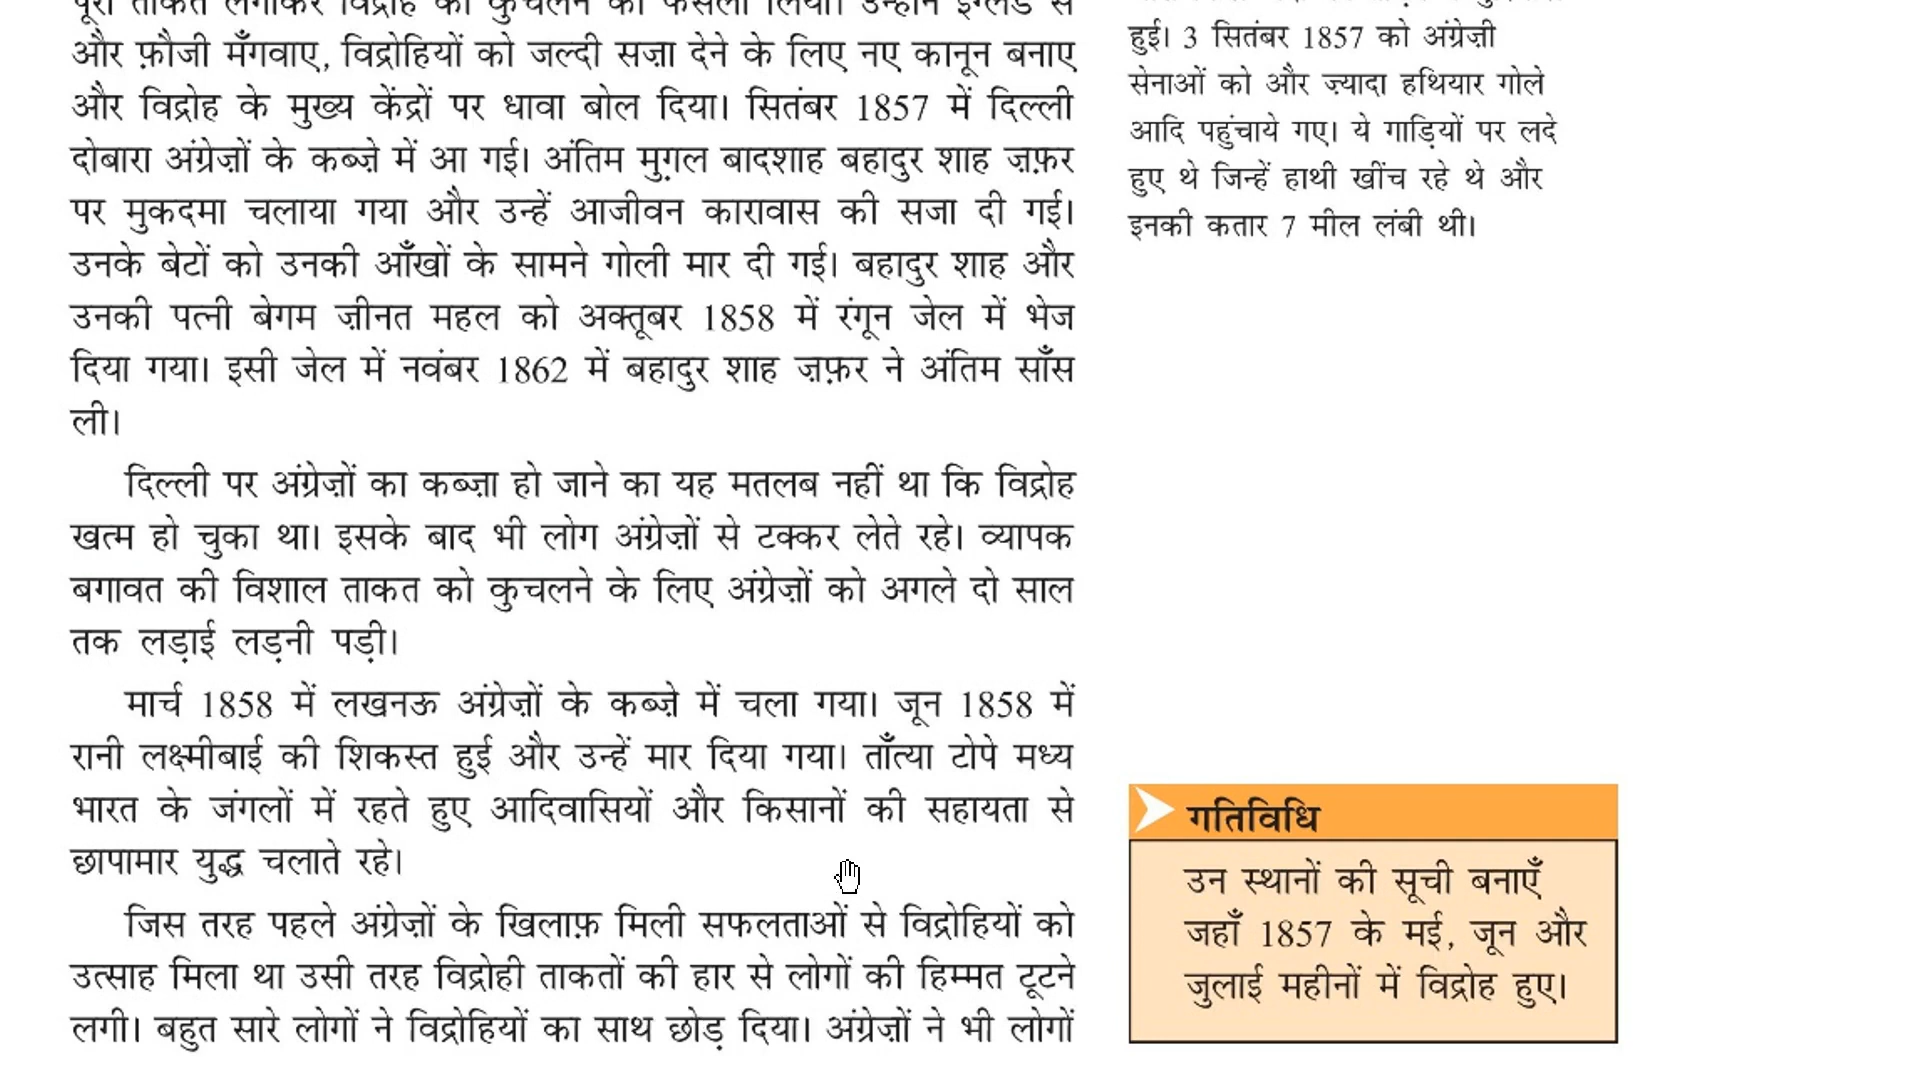 पूरी ताकत लगाकर विद्रोह को कुचलने का फ़ैसला लिया। उन्होंने इंग्लैंड से
और फ़ौजी मँगवाए, विद्रोहियों को जल्दी सज़ा देने के लिए नए कानून बनाए
और विद्रोह के मुख्य केंद्रों पर धावा बोल दिया। सितंबर 1857 में दिल्ली
दोबारा अंग्रेज़ों के कब्ज़े में आ गई। अंतिम मुग़ल बादशाह बहादुर शाह ज़फ़र
पर मुकदमा चलाया गया और उन्हें आजीवन कारावास की सजा दी गई।
उनके बेटों को उनकी आँखों के सामने गोली मार दी गई। बहादुर शाह और
उनकी पत्नी बेगम ज़ीनत महल को अक्तूबर 1858 में रंगून जेल में भेज
दिया गया। इसी जेल में नवंबर 1862 में बहादुर शाह ज़फ़र ने अंतिम साँस
ली।
दिल्ली पर अंग्रेज़ों का कब्ज़ा हो जाने का यह मतलब नहीं था कि विद्रोह
खत्म हो चुका था। इसके बाद भी लोग अंग्रेज़ों से टक्कर लेते रहे। व्यापक
बगावत की विशाल ताकत को कुचलने के लिए अंग्रेज़ों को अगले दो साल
तक लड़ाई लड़नी पड़ी।
मार्च 1858 में लखनऊ अंग्रेज़ों के कब्ज़े में चला गया। जून 1858 में
रानी लक्ष्मीबाई की शिकस्त हुई और उन्हें मार दिया गया। ताँत्या टोपे मध्य
भारत के जंगलों में रहते हुए आदिवासियों और किसानों की सहायता से
छापामार युद्ध चलाते रहे।
जिस तरह पहले अंग्रेज़ों के खिलाफ़ मिली सफलताओं से विद्रोहियों को
उत्साह मिला था उसी तरह विद्रोही ताकतों की हार से लोगों की हिम्मत टूटने
लगी। बहुत सारे लोगों ने विद्रोहियों का साथ छोड़ दिया। अंग्रेज़ों ने भी लोगों
हुई। 3 सितंबर 1857 को अंग्रेज़ी
सेनाओं को और ज़्यादा हथियार गोले
आदि पहुंचाये गए। ये गाड़ियों पर लदे
हुए थे जिन्हें हाथी खींच रहे थे और
इनकी कतार 7 मील लंबी थी।
गतिविधि
उन स्थानों की सूची बनाएँ
जहाँ 1857 के मई, जून और
जुलाई महीनों में विद्रोह हुए।